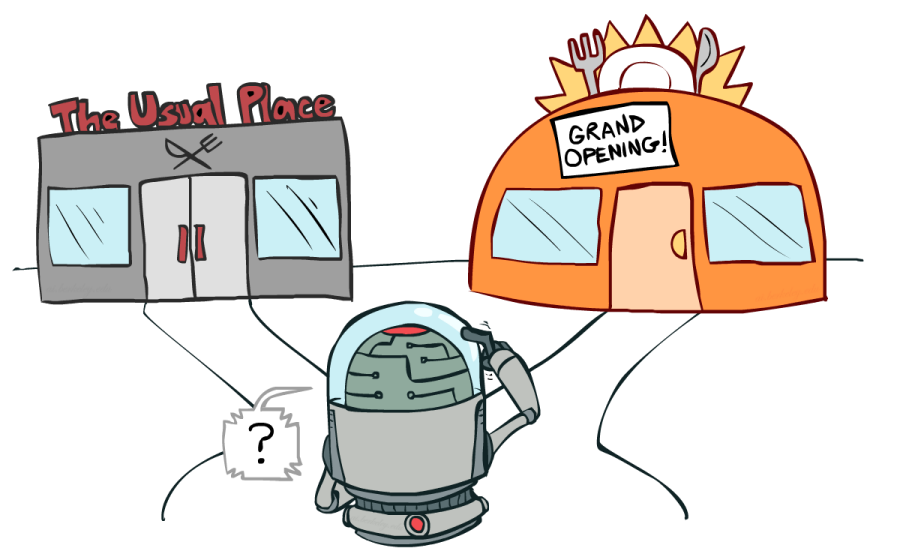 The Usual Place
GRAND
OPENING!
?